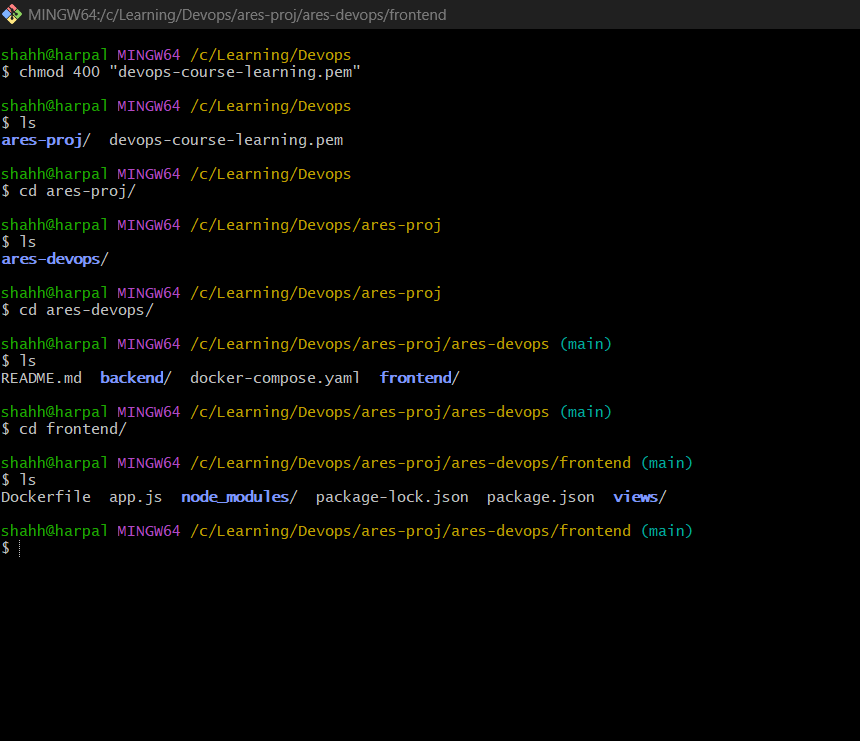 MINGW64:/c/Learning/Devops/ares-proj/ares-devops/frontend
shahh@harpal MINGW64 /c/Learning/Devops
$ chmod 400 "devops-course-learning.pem"
shahh@harpal MINGW64 /c/Learning/Devops
$ ls
ares-proj/  devops-course-learning.pem
shahh@harpal MINGW64 /c/Learning/Devops
$ cd ares-proj/
shahh@harpal MINGW64 /c/Learning/Devops/ares-proj
$ ls
ares-devops/
shahh@harpal MINGW64 /c/Learning/Devops/ares-proj
$ cd ares-devops/
shahh@harpal MINGW64 /c/Learning/Devops/ares-proj/ares-devops (main)
$ ls
README.md  backend/  docker-compose.yaml  frontend/
shahh@harpal MINGW64 /c/Learning/Devops/ares-proj/ares-devops (main)
$ cd frontend/
shahh@harpal MINGW64 /c/Learning/Devops/ares-proj/ares-devops/frontend (main)
$ ls
Dockerfile  app.js  node_modules/  package-lock.json  package.json  views/
shahh@harpal MINGW64 /c/Learning/Devops/ares-proj/ares-devops/frontend (main)
$